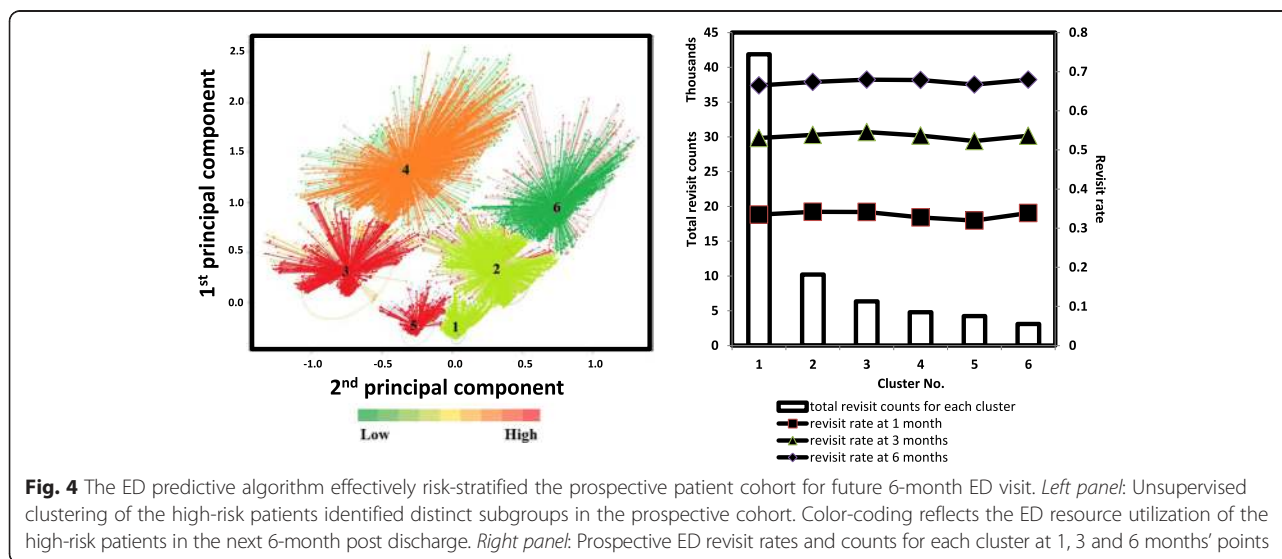 2.5
2.0
1.5
1.0
0.5
0.0
1st principal component
4
6
3
2
5
1
-1.0
-0.5
0.0
0.5
1.0
2nd principal component
Low
High
45
40
35
30
25
20
15
10
5
0
Thousands
Total revisit counts
0.8
0.7
0.6
0.5
0.4
0.3
0.2
0.1
0
Revisit rate
1 2 3 4 5 6
Cluster No.
total revisit counts for each cluster
revisit rate at 1 month
revisit rate at 3 months
revisit rate at 6 months
Fig. 4 The ED predictive algorithm effectively risk-stratified the prospective patient cohort for future 6-month ED visit. Left panel: Unsupervised
clustering of the high-risk patients identified distinct subgroups in the prospective cohort. Color-coding reflects the ED resource utilization of the
high-risk patients in the next 6-month post discharge. Right panel: Prospective ED revisit rates and counts for each cluster at 1, 3 and 6 months’ points